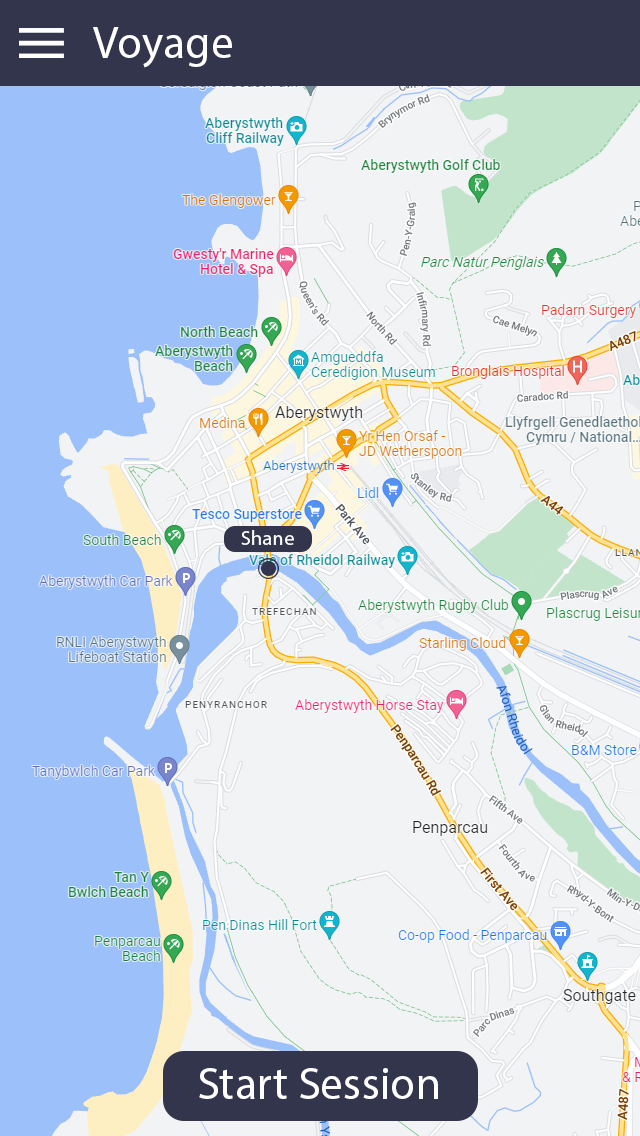 Voyage
Brynymor Rd
Aberystwyth
Cliff Railway
Aberystwyth Golf Club
The Glengower
Pen-Y-Graig
Gwesty'r Marine
Hotel & Spa
Parc Natur Penglais
Queen's Rd
Infirmary Rd
North Rd
Cae Melyn
Padarn Surgery
North Beach
Aberystwyth
Beach
A487
Amgueddfa
Ceredigion Museum
Bronglais Hospital
Caradoc Rd
Aberystwyth
Medina
Llyfrgell Genedlaethol
Cymru / National...
Yr Hen Orsaf -
JD Wetherspoon
Aberystwyth
Stanley Rd
Lidl
A44
Tesco Superstore
Park Ave
South Beach
Shane
Vale of Rheidol Railway
Aberystwyth Car Park
Plascrug Ave
TREFECHAN
Aberystwyth Rugby Club
Plascrug Leisu
RNLI Aberystwyth
Lifeboat Station
Starling Cloud
PENYRANCHOR
Aberystwyth Horse Stay
Afon Rheidol
Glan Rheidol
B&M Store
Penparcau Rd
Tanybwlch Car Park
Fifth Ave
Penparcau
Fourth Ave
First Ave
Tan Y
Bwlch Beach
Rhyd-Y-Bont
Min-Y-D
Pen Dinas Hill Fort
Co-op Food - Penparcau
Penparcau
Beach
Southgate
Parc Dinas
Start Session
A487